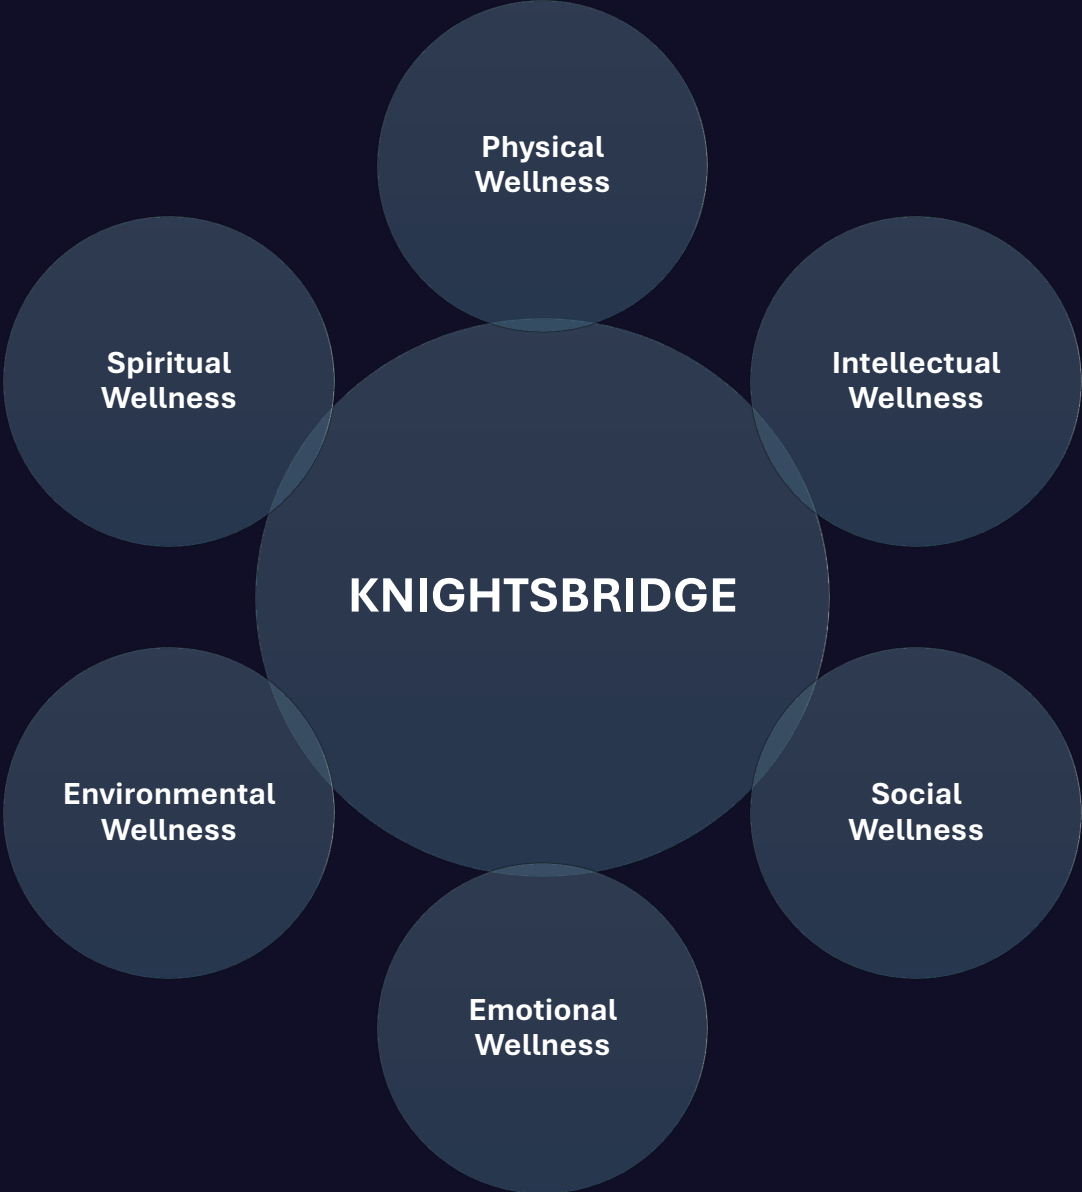 Physical
Wellness
Spiritual
Wellness
Intellectual
Wellness
KNIGHTSBRIDGE
Environmental
Wellness
Social
Wellness
Emotional
Wellness